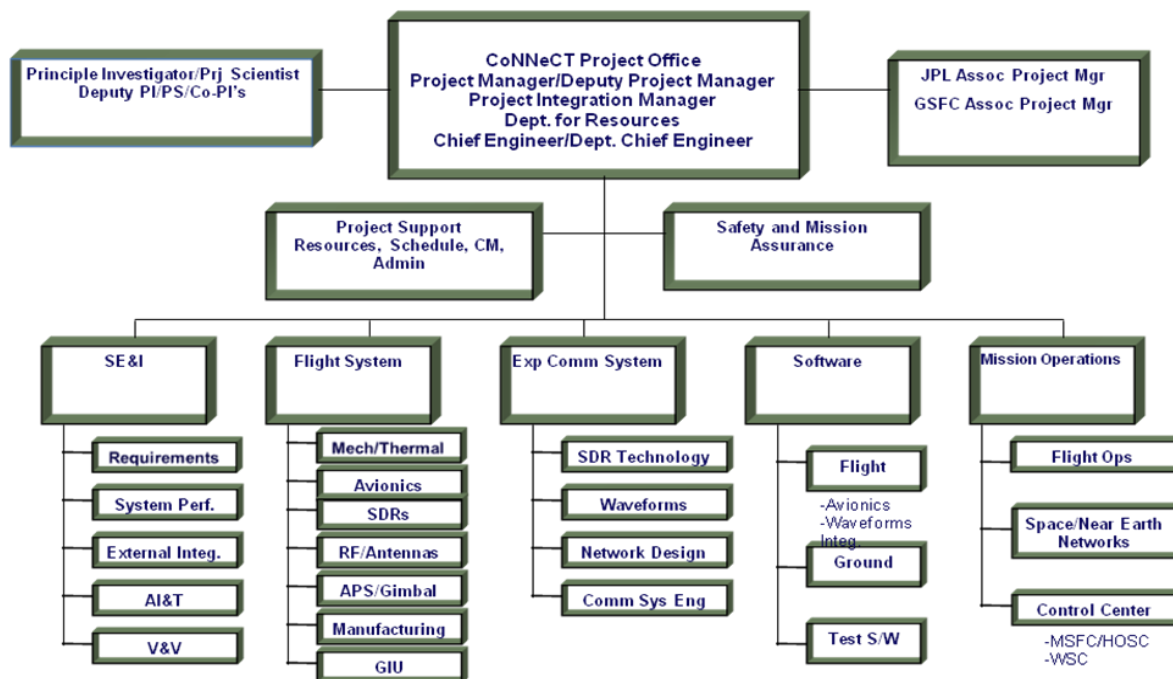 CoNNeCT Project Office
Project Manager/Deputy Project Manager
Project Integration Manager
Dept. for Resources
Chief Engineer/Dept. Chief Engineer
Principle Investigator/Prj Scientist
Deputy PI/PS/Co-PI's
JPL Assoc Project Mgr
GSFC Assoc Project Mgr
Project Support
Resources, Schedule, CM,
Admin
Safety and Mission
Assurance
SE&I
Requirements
System Perf.
External Integ.
AI&T
V&V
Flight System
Mech/Thermal
Avionics
SDRs
RF/Antennas
APS/Gimbal
Manufacturing
GIU
Exp Comm System
SDR Technology
Waveforms
Network Design
Comm Sys Eng
Software
Flight
-Avionics
-Waveforms
Integ.
Ground
Test S/W
Mission Operations
Flight Ops
Space/Near Earth
Networks
Control Center
-MSFC/HOSC
-WSC